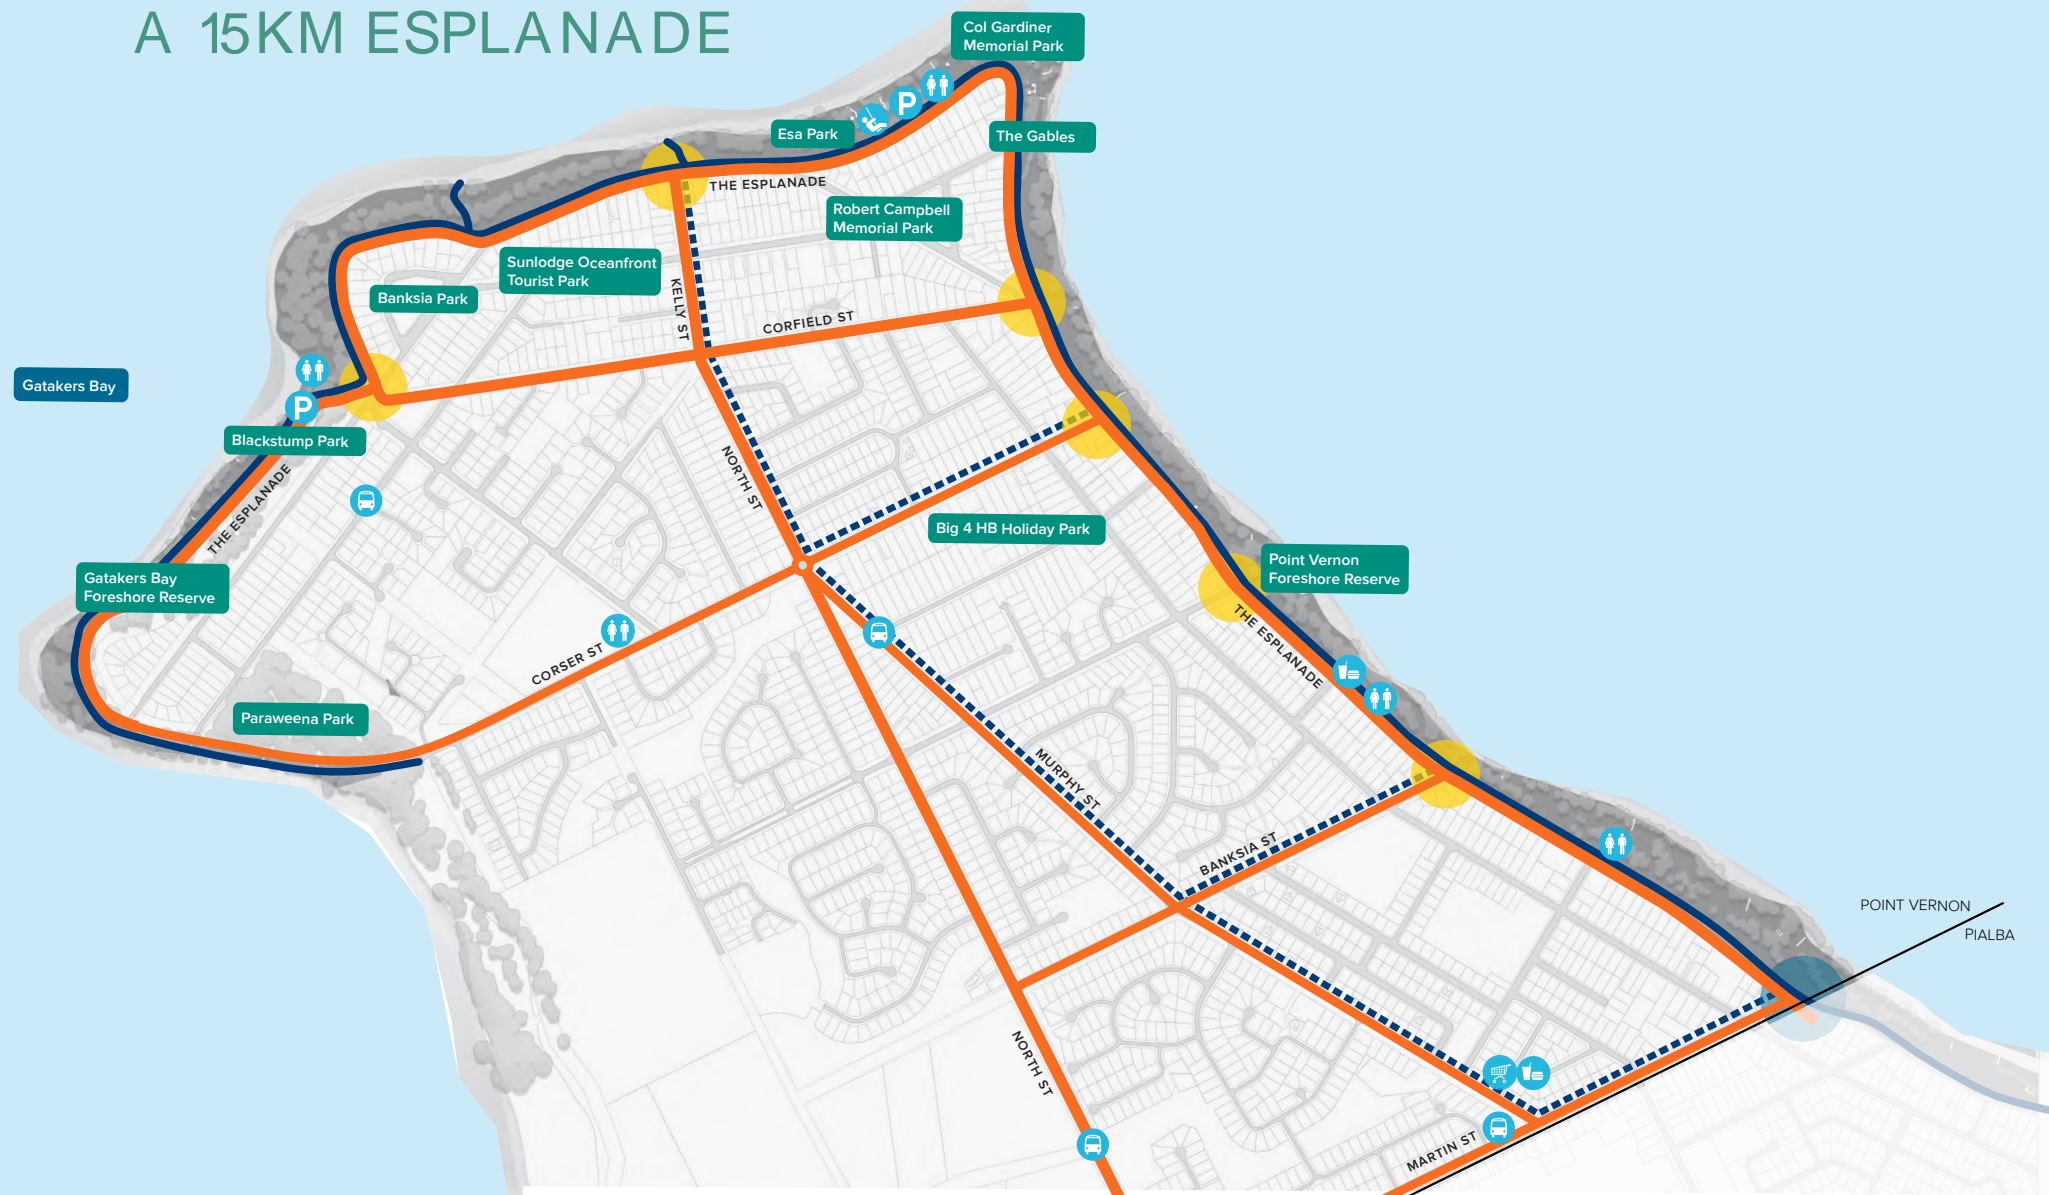 A 15KM ESPLANADE
Col Gardiner
Memorial Park
P
Esa Park
The Gables
THE ESPLANADE
Robert Campbell
Memorial Park
Sunlodge Oceanfront
Tourist Park
Banksia Park
KELLY ST
CORFIELD ST
Gatakers Bay
P
Blackstump Park
THE ESPLANADE
NORTH ST
Big 4 HB Holiday Park
Gatakers Bay
Foreshore Reserve
Point Vernon
Foreshore Reserve
THE ESPLANADE
CORSER ST
Paraweena Park
MURPHY ST
BANKSIA ST
POINT VERNON
PIALBA
NORTH ST
MARTIN ST